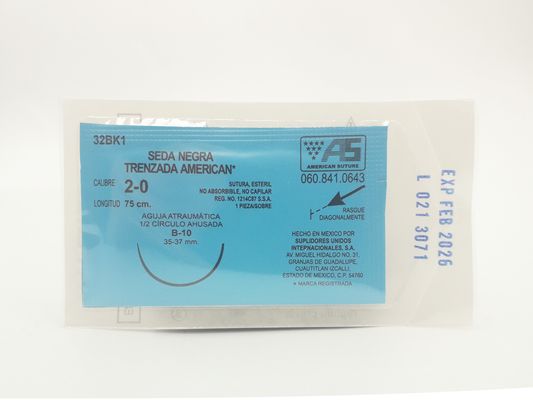 32BK1
SEDA NEGRA
TRENZADA AMERICAN*
CALIBRE 2-0
LONGITUD 75 cm.
SUTURA, ESTERIL
NO ABSORBIBLE, NO CAPILAR
REG. NO. 1214C87 S.S.A.
1 PIEZA/SOBRE
AGUJA ATRAUMÁTICA
1/2 CÍRCULO AHUSADA
B-10
35-37 mm.
AS
AMERICAN SUTURE
060.841.0643
RASQUE
DIAGONALMENTE
HECHO EN MÉXICO POR
SUPLIDORES UNIDOS
INTERNACIONALES, S.A.
AV. MIGUEL HIDALGO NO. 31,
GRANJAS DE GUADALUPE,
CUAUTITLAN IZCALLI,
ESTADO DE MÉXICO, C.P. 54760
* MARCA REGISTRADA
EXP FEB 2026
L 021 3071